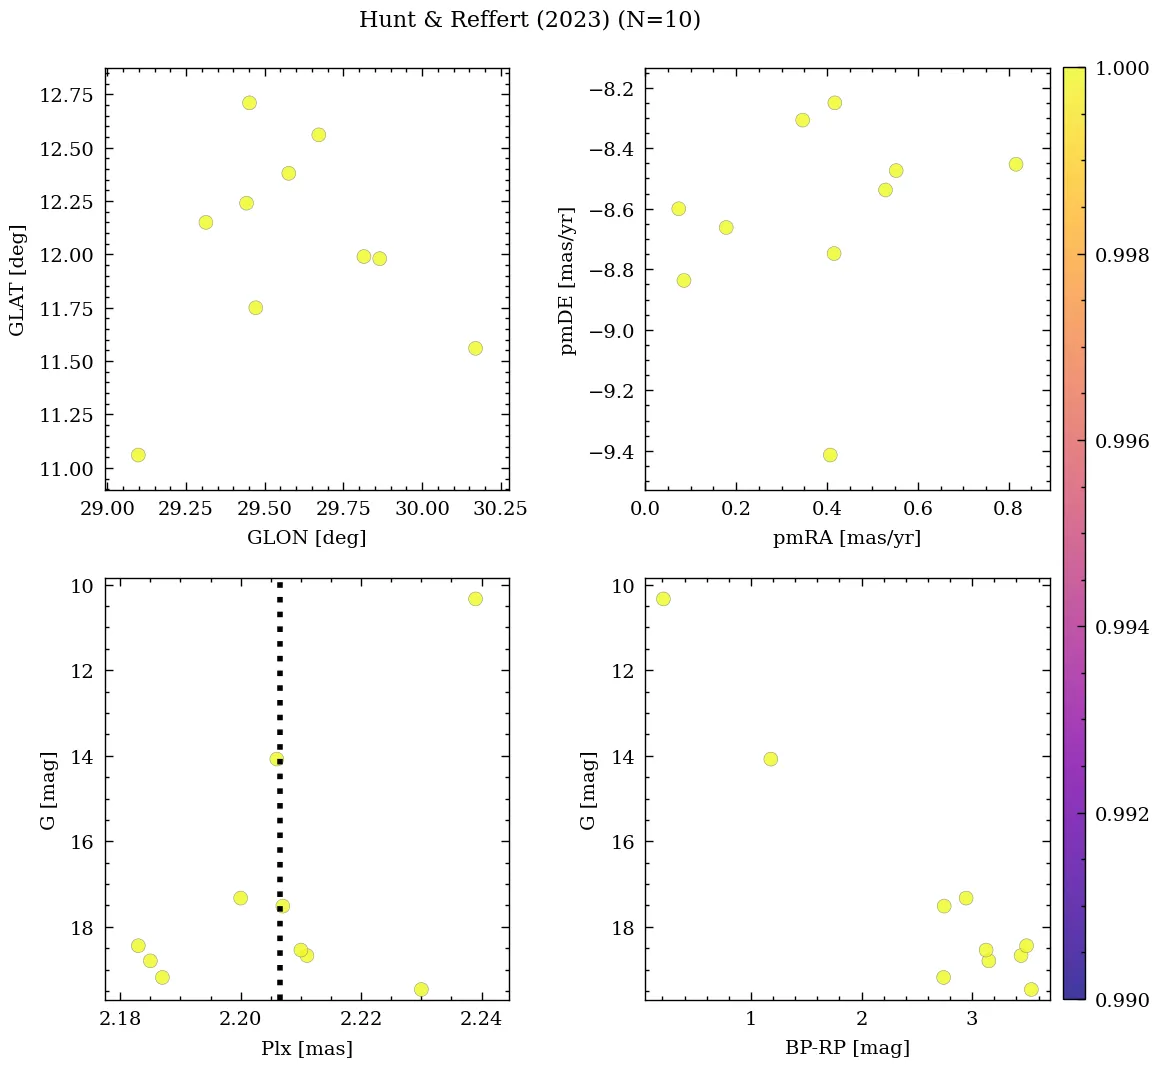 Hunt & Reffert (2023) (N=10)
12.75
12.50
12.25
12.00
11.75
11.50
11.25
11.00
GLAT [deg]
29.00 29.25 29.50 29.75 30.00 30.25
GLON [deg]
−8.2
−8.4
−8.6
−8.8
−9.0
−9.2
−9.4
pmDE [mas/yr]
0.0 0.2 0.4 0.6 0.8
pmRA [mas/yr]
10
12
14
16
18
G [mag]
2.18 2.20 2.22 2.24
Plx [mas]
10
12
14
16
18
G [mag]
1 2 3
BP-RP [mag]
1.000
0.998
0.996
0.994
0.992
0.990